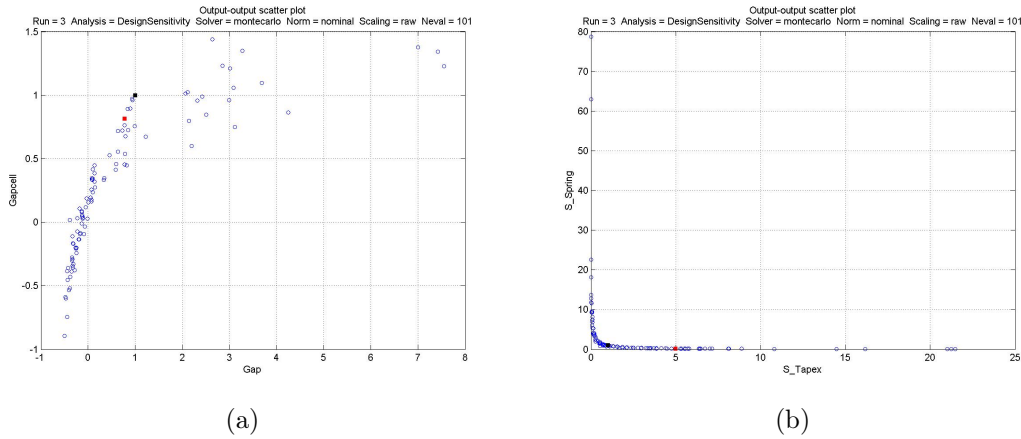 Output-output scatter plot
Run = 3 Analysis = DesignSensitivity Solver = montecarlo Norm = nominal Scaling = raw Neval = 101
1.5
1
0.5
0
-0.5
-1
Gapcell
-1 0 1 2 3 4 5 6 7 8
Gap
(a)
Output-output scatter plot
Run = 3 Analysis = DesignSensitivity Solver = montecarlo Norm = nominal Scaling = raw Neval = 101
80
70
60
50
40
30
20
10
0
S_Spring
0 5 10 15 20 25
S_Tapex
(b)